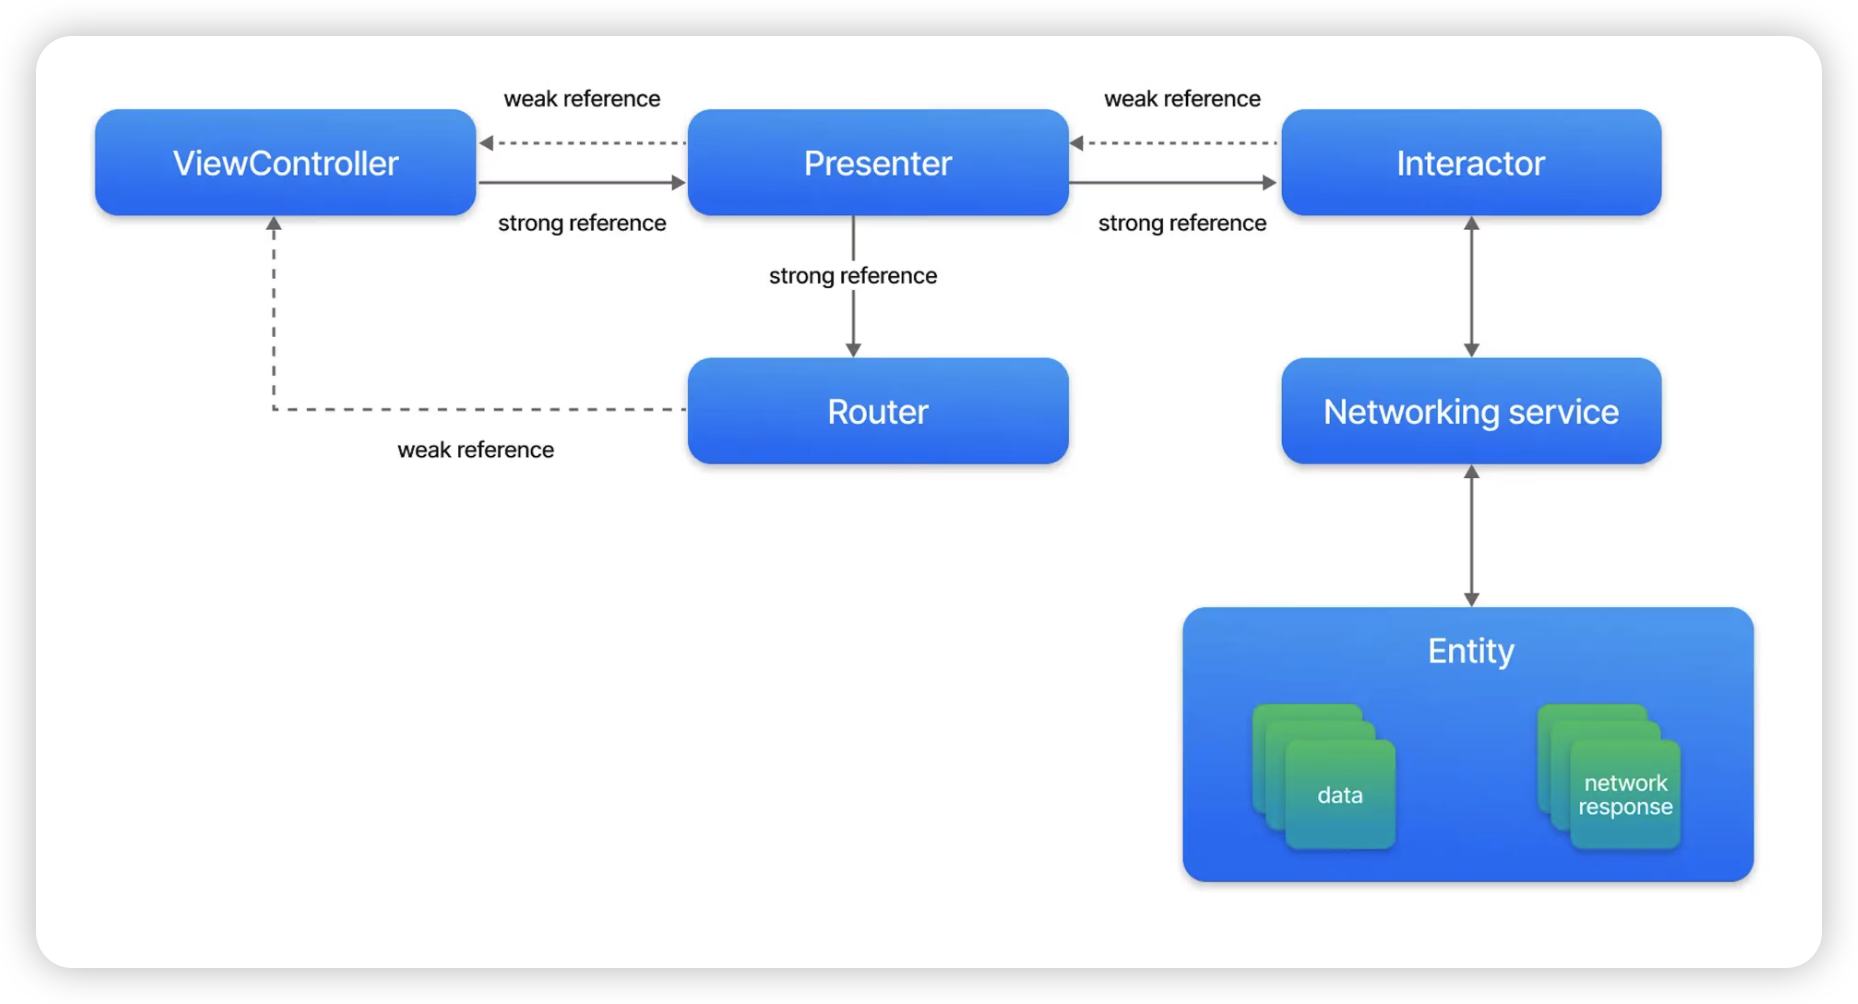 weak reference
weak reference
ViewController
Presenter
Interactor
strong reference
strong reference
strong reference
Router
Networking service
weak reference
Entity
data
network
response